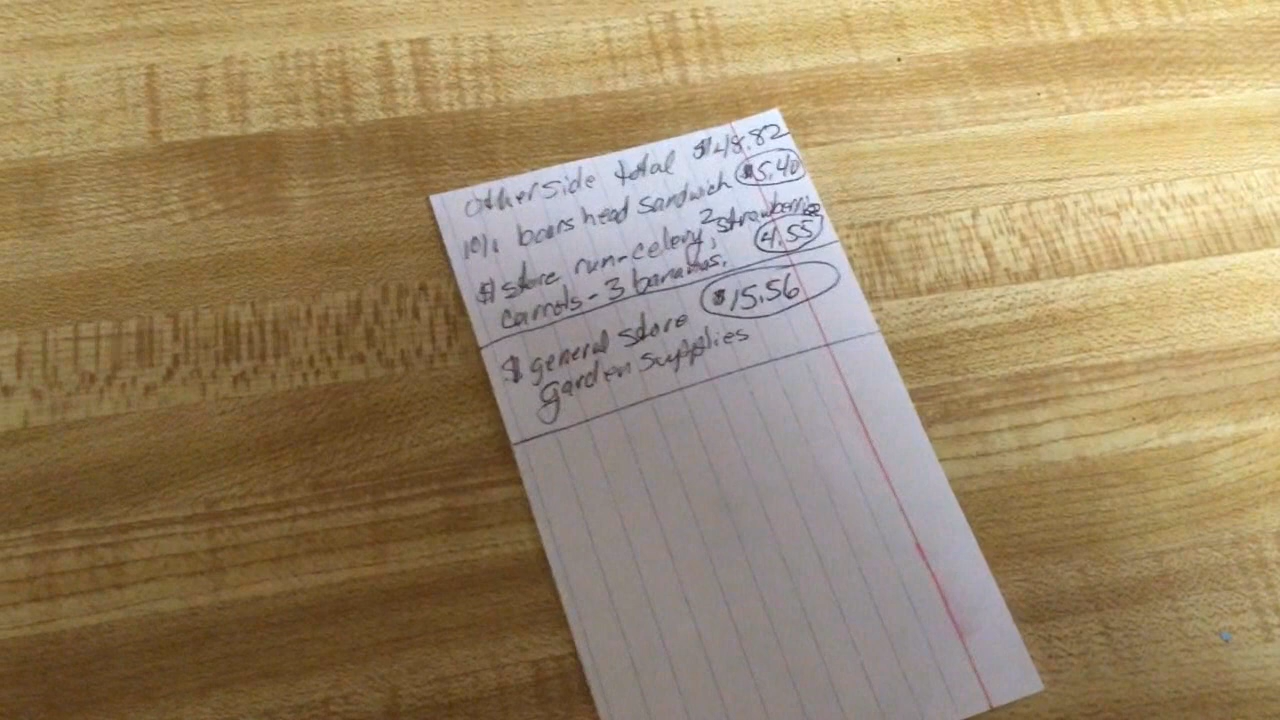 otherside total $148.82
10/1 boars head sandwich $5.40
$1 store run-celery, 2 strawberries
carrots - 3 bananas. 4.55
$ general store $15.56
Garden supplies